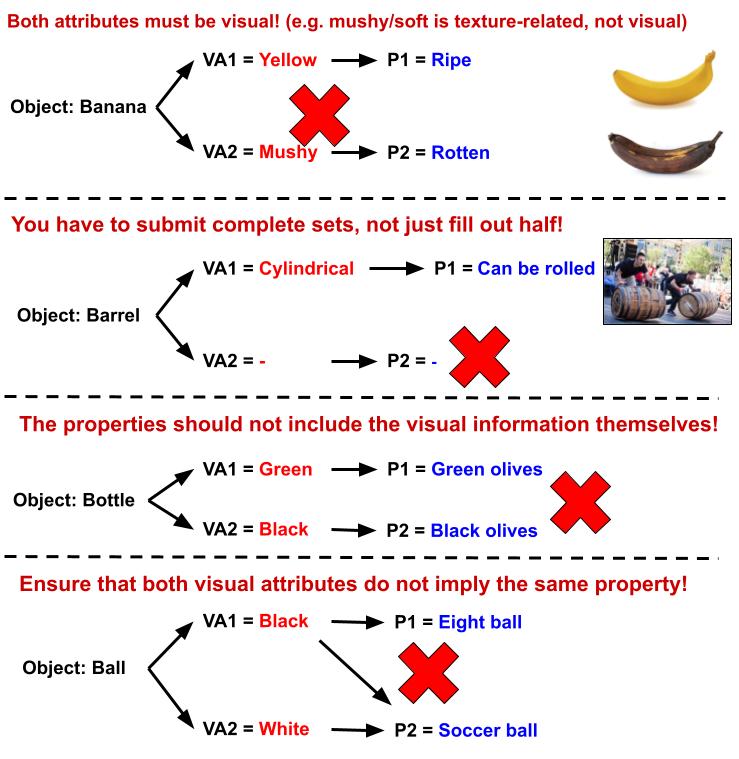 Both attributes must be visual! (e.g. mushy/soft is texture-related, not visual)
VA1 = Yellow P1 = Ripe
Object: Banana
VA2 = Mushy P2 = Rotten
You have to submit complete sets, not just fill out half!
VA1 = Cylindrical P1 = Can be rolled
Object: Barrel
VA2 = - P2 = -
The properties should not include the visual information themselves!
VA1 = Green P1 = Green olives
Object: Bottle
VA2 = Black P2 = Black olives
Ensure that both visual attributes do not imply the same property!
VA1 = Black P1 = Eight ball
Object: Ball
VA2 = White P2 = Soccer ball